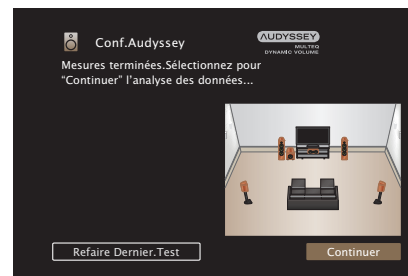 Conf.Audyssey
AUDYSSEY
MULTEQ
DYNAMIC VOLUME
Mesures terminées.Sélectionnez pour
“Continuer” l’analyse des données...
Refaire Dernier.Test
Continuer